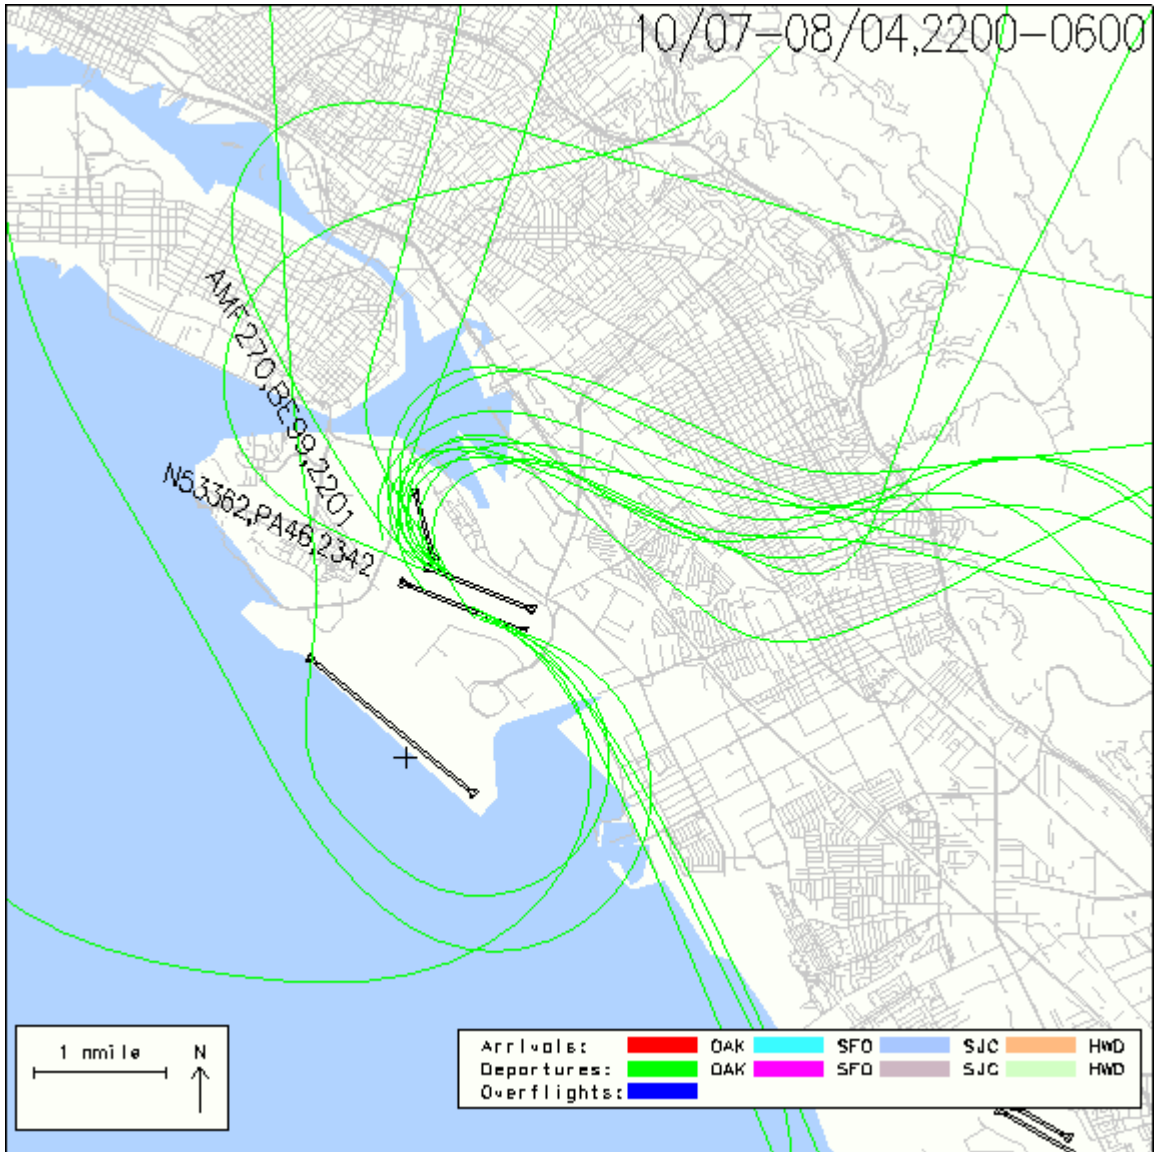 10/07-08/04,2200-0600
AMF270,BE99,2201
N53362,PA46,2342
1 nmile N
Arrivals: OAK SFO SJC HWD
Departures: OAK SFO SJC HWD
Overflights: